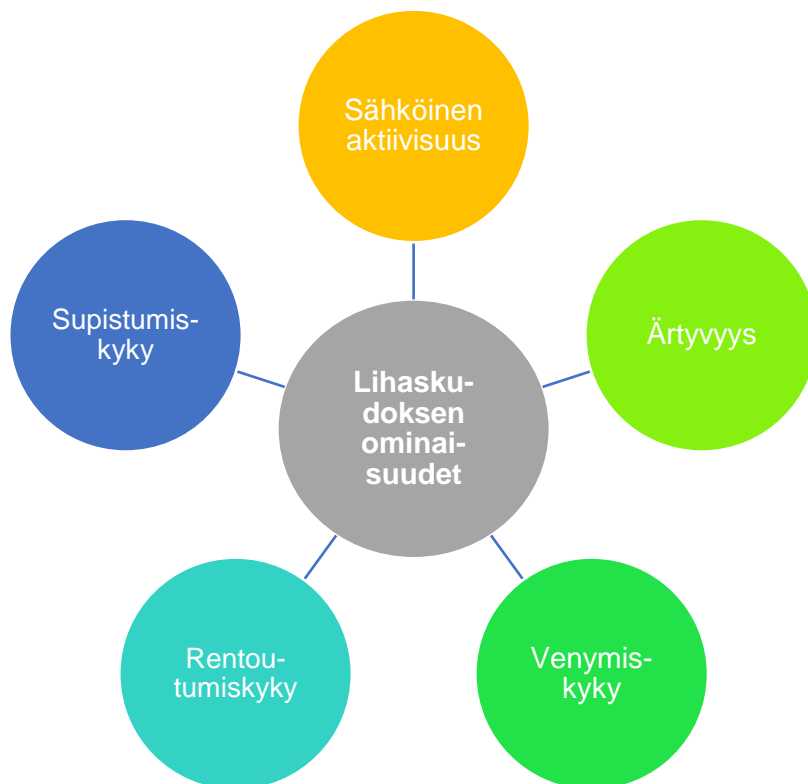 Sähköinen
aktiivisuus
Ärtyvyys
Venymis-
kyky
Rentou-
tumiskyky
Supistumis-
kyky
Lihasku-
doksen
ominai-
suudet